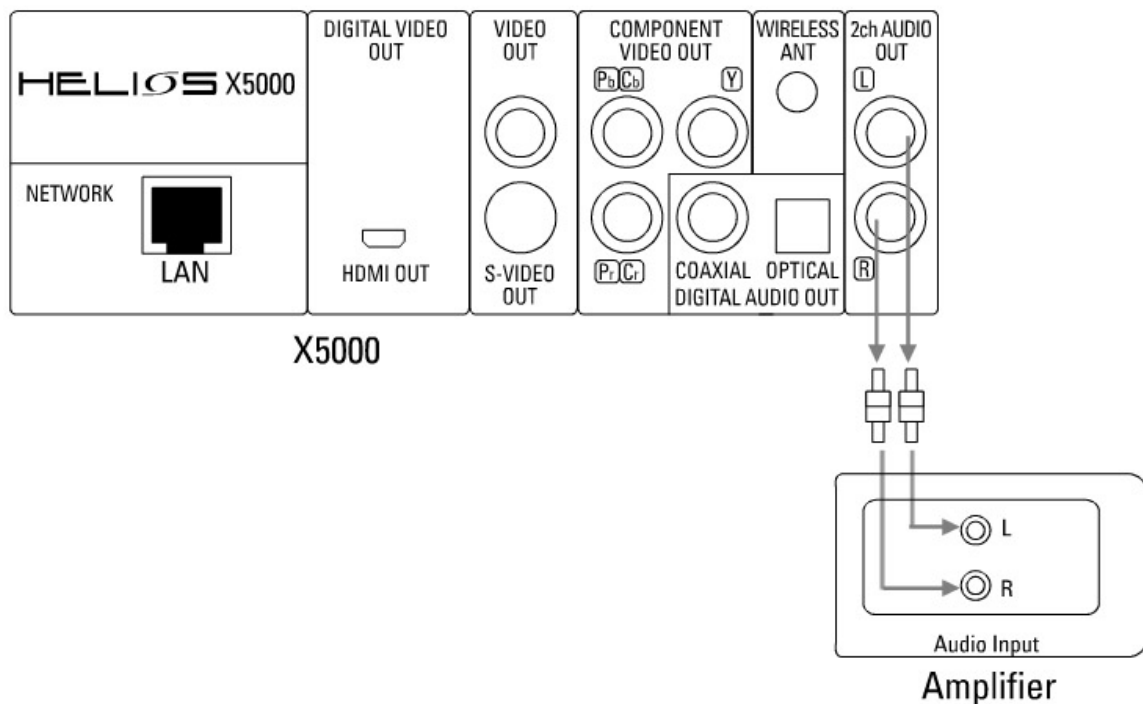 HELIOS X5000
NETWORK
LAN
DIGITAL VIDEO
OUT
HDMI OUT
VIDEO
OUT
S-VIDEO
OUT
COMPONENT
VIDEO OUT
Pb Cb Y
Pr Cr
WIRELESS
ANT
COAXIAL OPTICAL
DIGITAL AUDIO OUT
2ch AUDIO
OUT
L
R
X5000
L
R
Audio Input
Amplifier